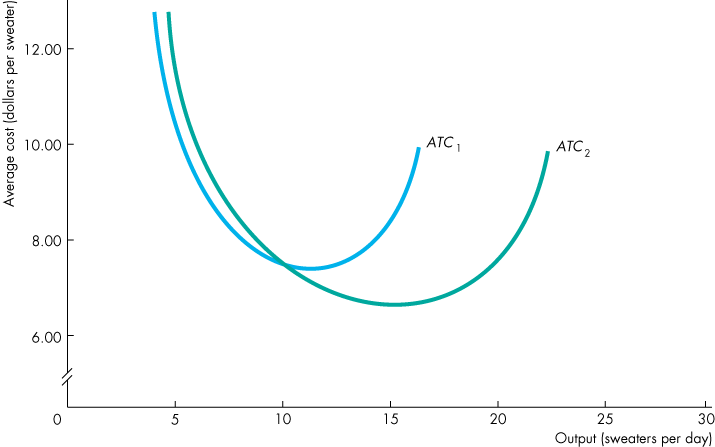 Average cost (dollars per sweater)
12.00
10.00
8.00
6.00
ATC1
ATC2
0 5 10 15 20 25 30
Output (sweaters per day)